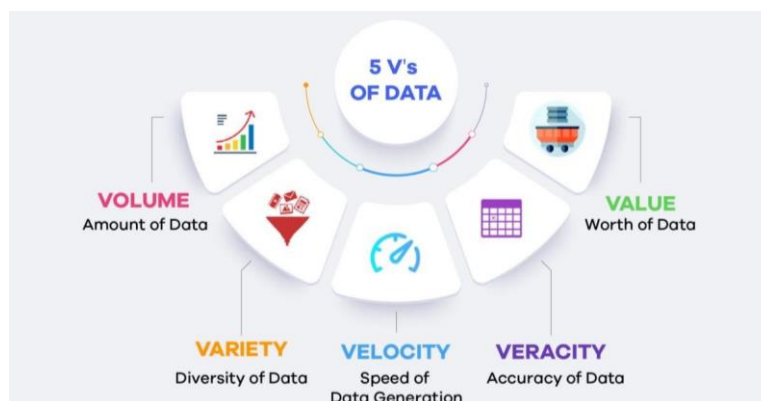 5 V's
OF DATA
VOLUME
Amount of Data
VARIETY
Diversity of Data
VELOCITY
Speed of
Data Generation
VERACITY
Accuracy of Data
VALUE
Worth of Data